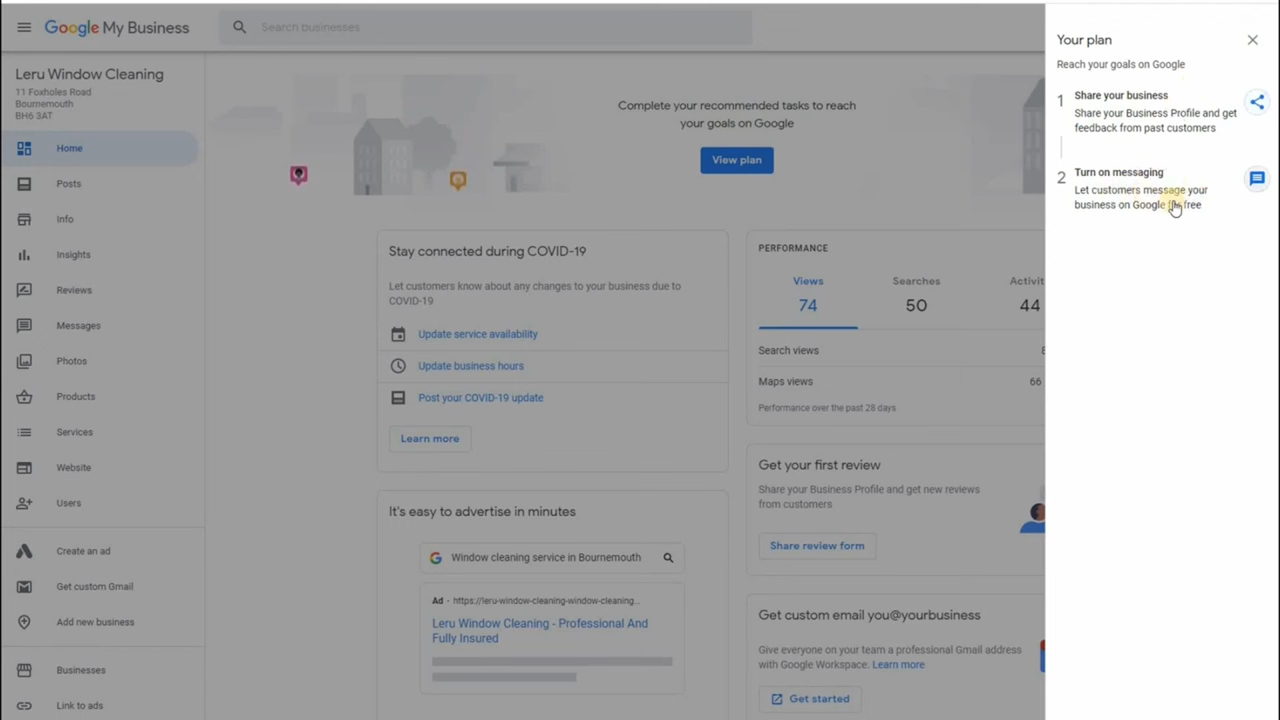 Google My Business
Search businesses
Leru Window Cleaning
11 Foxholes Road
Bournemouth
BH6 3AT
Home
Posts
Info
Insights
Reviews
Messages
Photos
Products
Services
Website
Users
Create an ad
Get custom Gmail
Add new business
Businesses
Link to ads
Complete your recommended tasks to reach
your goals on Google
View plan
Stay connected during COVID-19
Let customers know about any changes to your business due to
COVID-19
Update service availability
Update business hours
Post your COVID-19 update
Learn more
It's easy to advertise in minutes
Window cleaning service in Bournemouth
Ad - https://leru-window-cleaning-window-cleaning...
Leru Window Cleaning - Professional And
Fully Insured
PERFORMANCE
Views
74
Searches
50
Activit
44
Search views
Maps views
66
Performance over the past 28 days
Get your first review
Share your Business Profile and get new reviews
from customers
Share review form
Get custom email you@yourbusiness
Give everyone on your team a professional Gmail address
with Google Workspace. Learn more
Get started
Your plan
Reach your goals on Google
1
Share your business
Share your Business Profile and get
feedback from past customers
2
Turn on messaging
Let customers message your
business on Google free